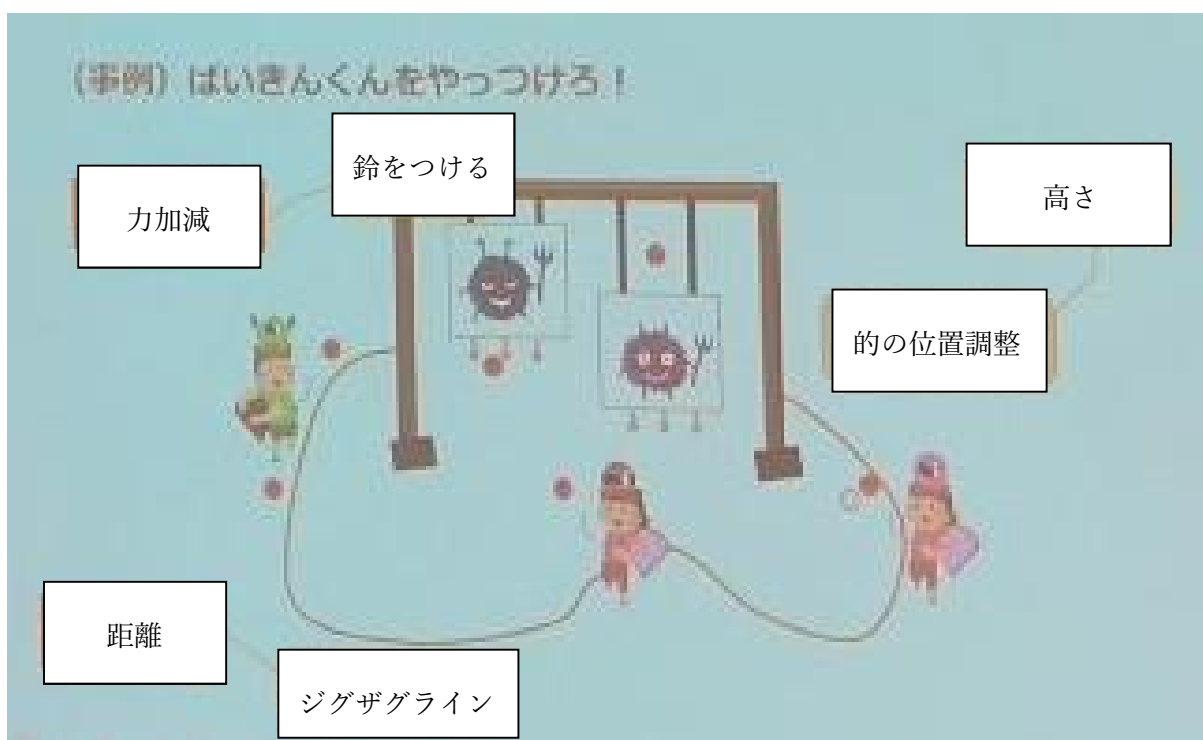 （事例）ばいきんくんをやっつけろ！
鈴をつける
力加減
高さ
的の位置調整
距離
ジグザグライン